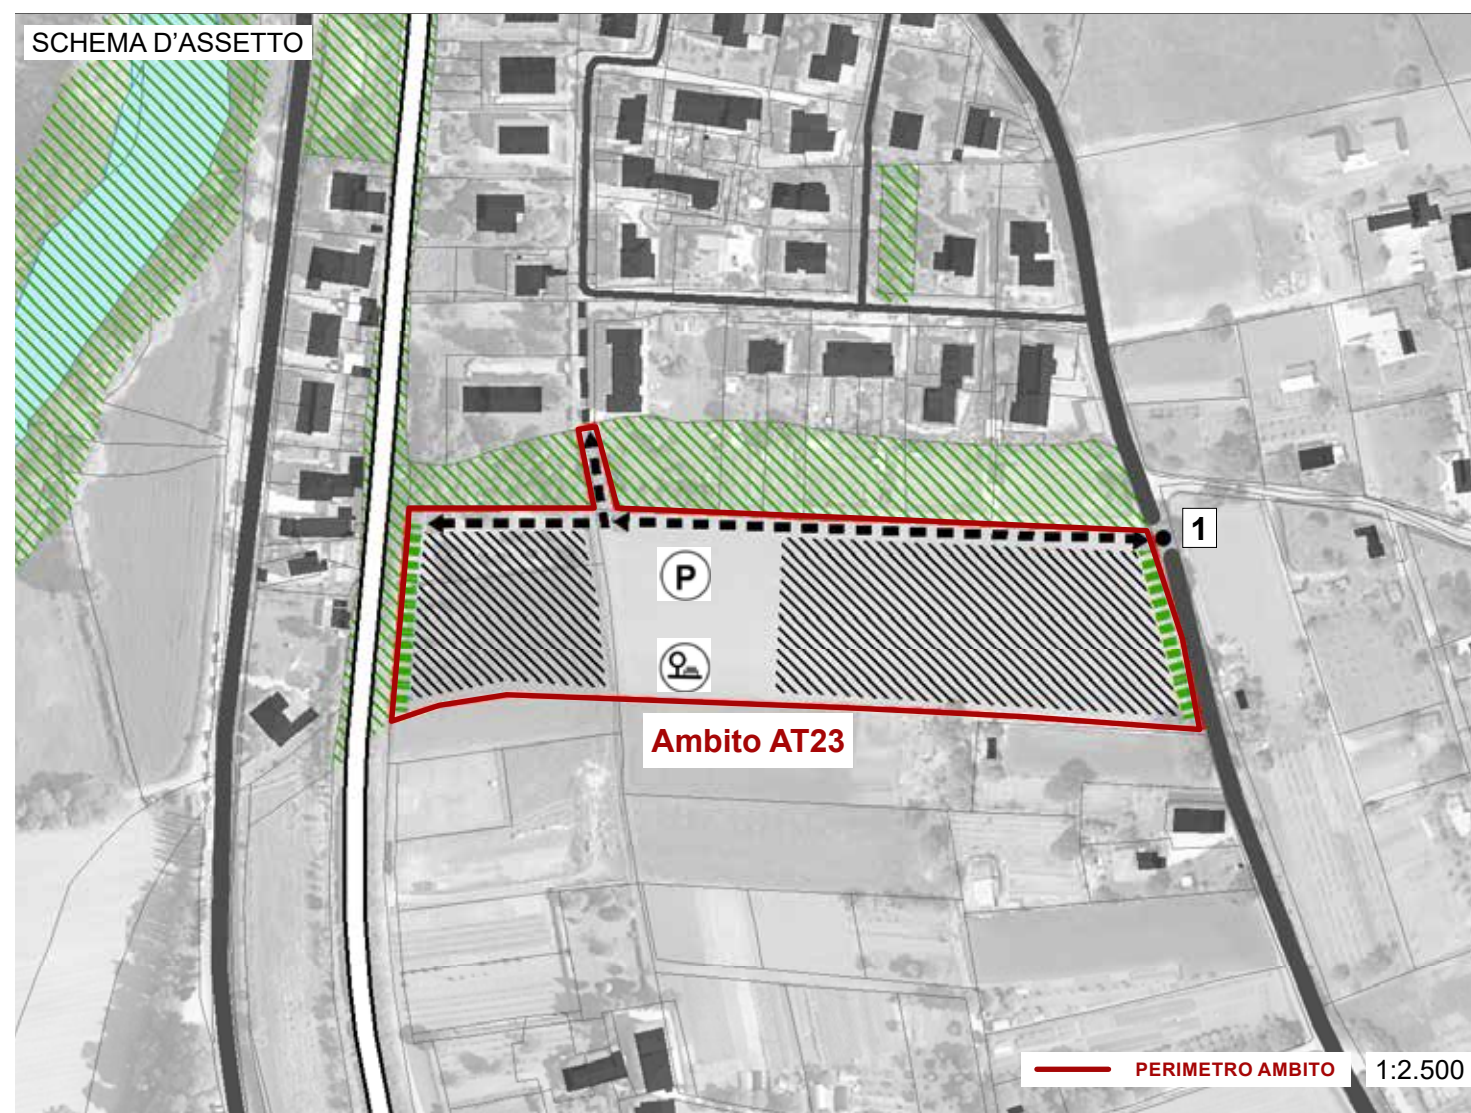 SCHEMA D'ASSETTO
1
P
Ambito AT23
PERIMETRO AMBITO
1:2.500